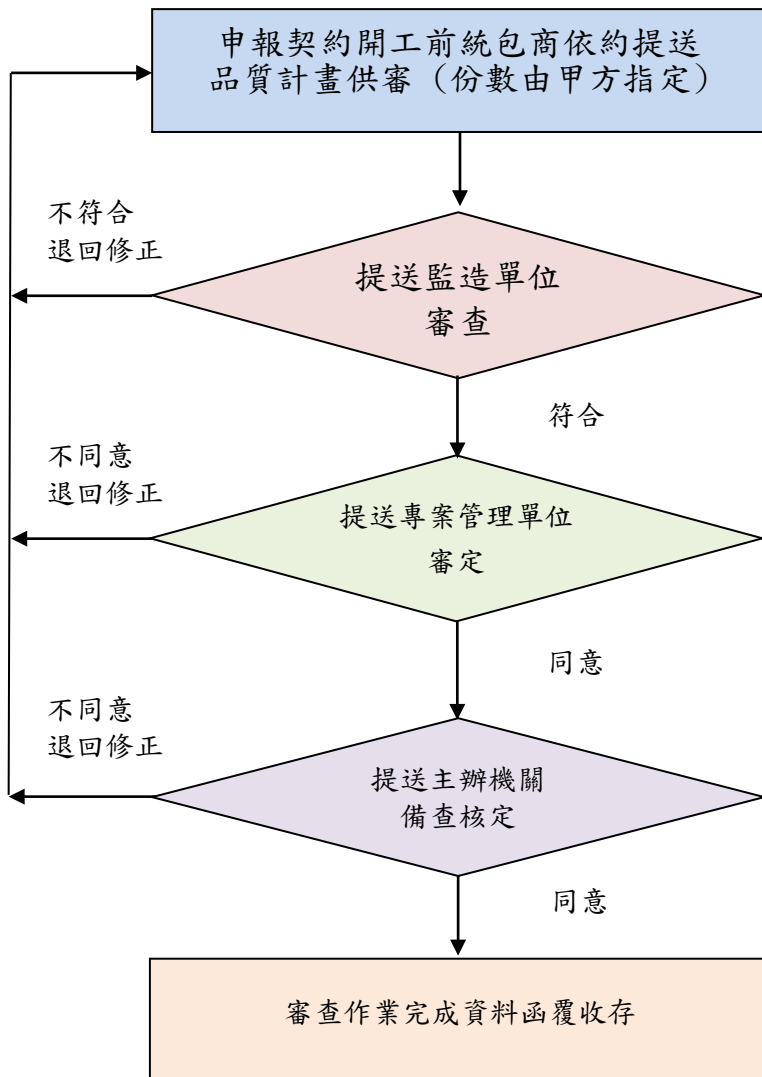 申報契約開工前統包商依約提送
品質計畫供審（份數由甲方指定）
不符合
退回修正
提送監造單位
審查
符合
不同意
退回修正
提送專案管理單位
審定
同意
不同意
退回修正
提送主辦機關
備查核定
同意
審查作業完成資料函覆收存